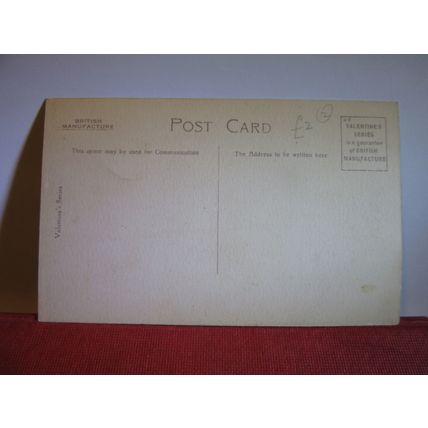 BRITISH
MANUFACTURE
POST CARD
£2
2
VALENTINE'S
SERIES
is a guarantee
of BRITISH
MANUFACTURE
This space may be used for Communication
The Address to be written here
Valentine's Series